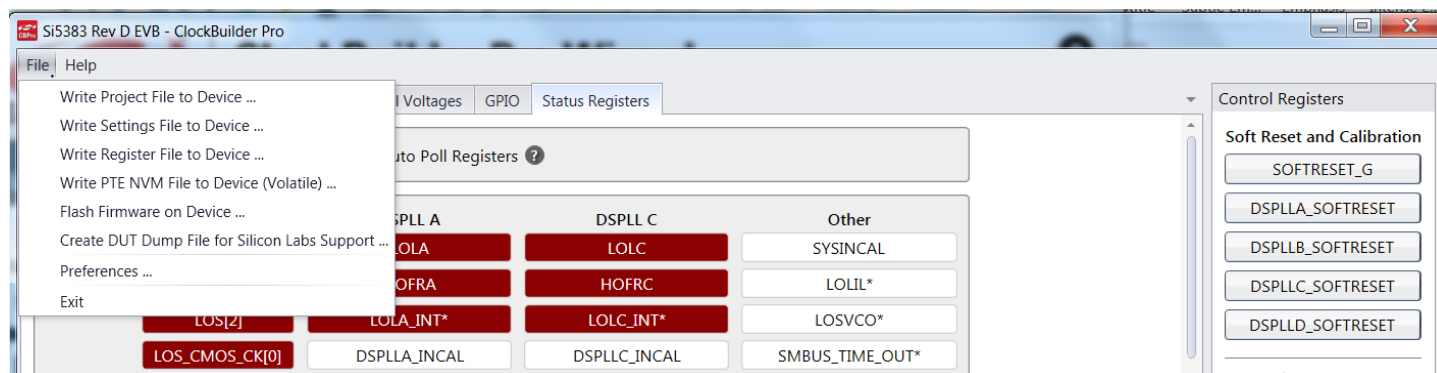 Si5383 Rev D EVB - ClockBuilder Pro
File Help
Write Project File to Device ...
Write Settings File to Device ...
Write Register File to Device ...
Write PTE NVM File to Device (Volatile) ...
Flash Firmware on Device ...
Create DUT Dump File for Silicon Labs Support ...
Preferences ...
Exit
Voltages GPIO Status Registers
Poll Registers ?
DSPLL C Other
LOLC SYSINCAL
HOFRC LOLIL*
LOS[2] LOLA_INT* LOLC_INT* LOSVCO*
LOS_CMOS_CK[0] DSPLLA_INCAL DSPLLC_INCAL SMBUS_TIME_OUT*
Control Registers
Soft Reset and Calibration
SOFTRESET_G
DSPLLA_SOFTRESET
DSPLLB_SOFTRESET
DSPLLC_SOFTRESET
DSPLLD_SOFTRESET